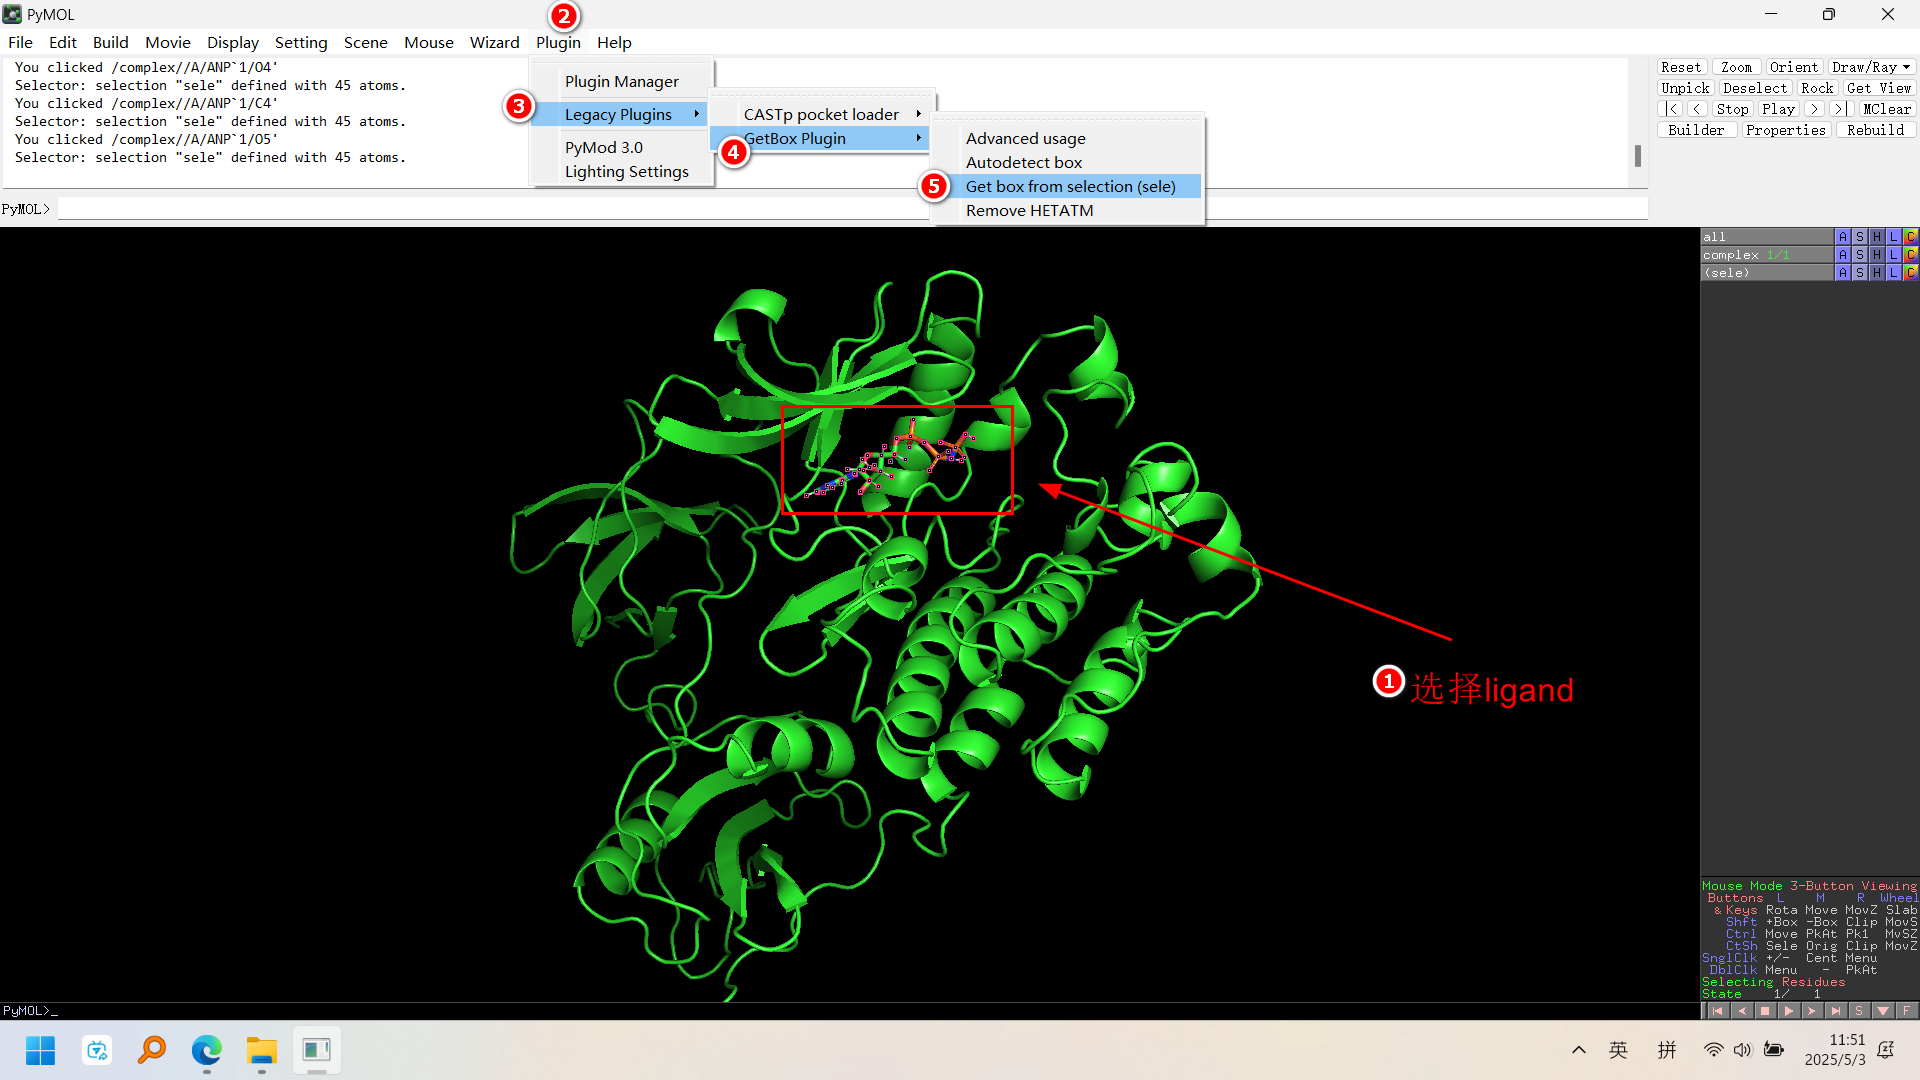 PyMOL
2
File Edit Build Movie Display Setting Scene Mouse Wizard Plugin Help
You clicked /complex//A/ANP`1/O4'
Selector: selection "sele" defined with 45 atoms.
You clicked /complex//A/ANP`1/C4'
Selector: selection "sele" defined with 45 atoms.
You clicked /complex//A/ANP`1/O5'
Selector: selection "sele" defined with 45 atoms.
Plugin Manager
3 Legacy Plugins
PyMod 3.0
Lighting Settings
CASTp pocket loader
4 GetBox Plugin
Advanced usage
Autodetect box
5 Get box from selection (sele)
Remove HETATM
Reset Zoom Orient Draw/Ray
Unpick Deselect Rock Get View
|< < Stop Play > >| MClear
Builder Properties Rebuild
PyMOL>
all A S H L C
complex 1/1 A S H L C
(sele) A S H L C
1 选择ligand
Mouse Mode 3-Button Viewing
Buttons L M R Wheel
& Keys Rota Move MovZ Slab
Shft +Box -Box Clip MovS
Ctrl Move PkAt Pk1 MvSZ
CtSh Sele Orig Clip MovZ
SnglClk +/- Cent Menu
DblClk Menu - PkAt
Selecting Residues
State 1/ 1
PyMOL>_
S F
英 拼 11:51
2025/5/3